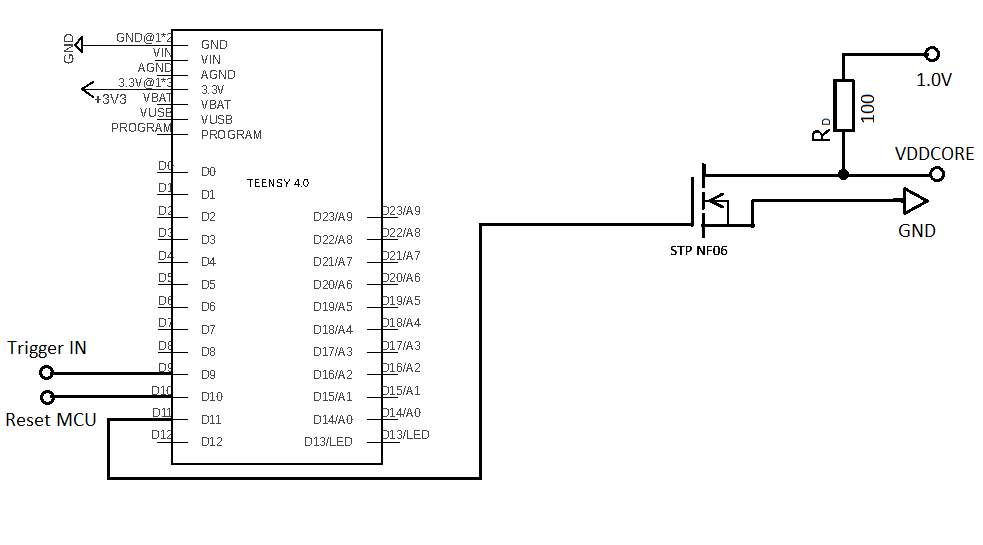 GND
GND@1*2
GND
VIN
VIN
AGND
AGND
3.3V@1*3
3.3V
+3V3
VBAT
VBAT
VUSB
VUSB
PROGRAM
PROGRAM
TEENSY 4.0
D0
D0
D1
D1
D2
D2
D3
D3
D4
D4
D5
D5
D6
D6
D7
D7
D8
D8
D9
D9
D10
D10
D11
D11
D12
D12
D23/A9
D23/A9
D22/A8
D22/A8
D21/A7
D21/A7
D20/A6
D20/A6
D19/A5
D19/A5
D18/A4
D18/A4
D17/A3
D17/A3
D16/A2
D16/A2
D15/A1
D15/A1
D14/A0
D14/A0
D13/LED
D13/LED
Trigger IN
Reset MCU
1.0V
RD
100
VDDCORE
GND
STP NF06